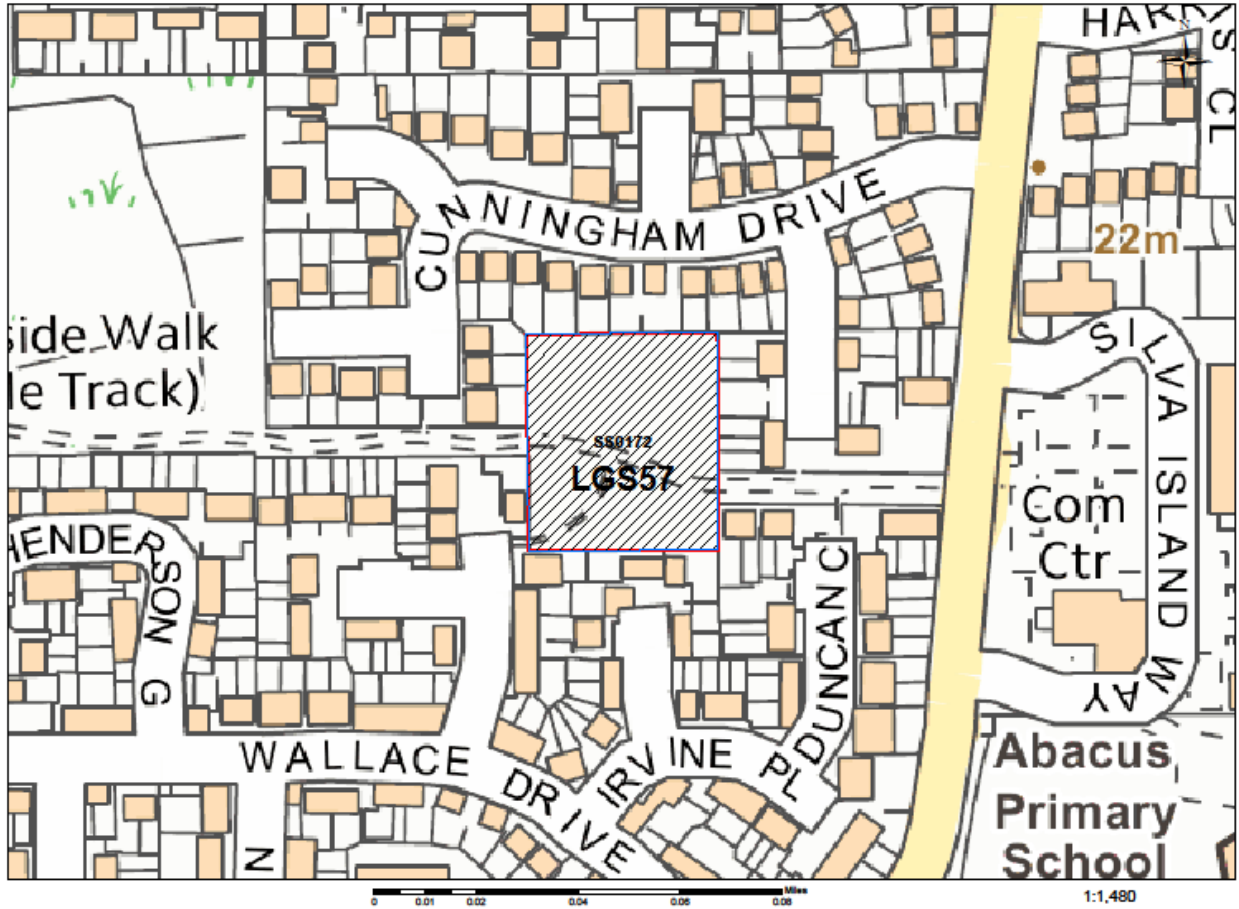 HARRIS CL
N
CUNNINGHAM DRIVE
22m
side Walk
le Track)
SILVA ISLAND WAY
SS0172
LGS57
Com
Ctr
HENDERSON G
DUNCAN C
WALLACE DRIVE
IRVINE PL
Abacus
Primary
School
N
Miles
0 0.01 0.02 0.04 0.06 0.08
1:1,480